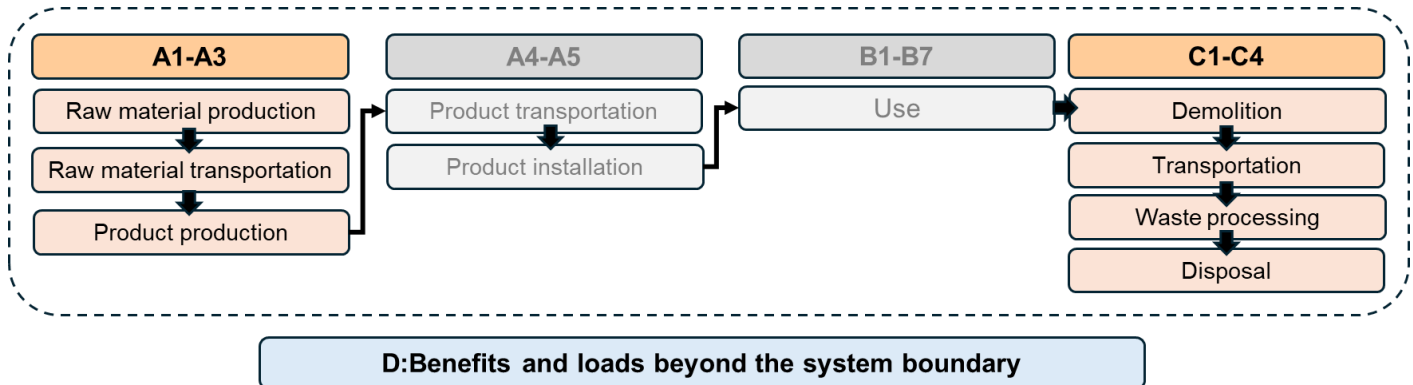 A1-A3
Raw material production
Raw material transportation
Product production
A4-A5
Product transportation
Product installation
B1-B7
Use
C1-C4
Demolition
Transportation
Waste processing
Disposal
D:Benefits and loads beyond the system boundary